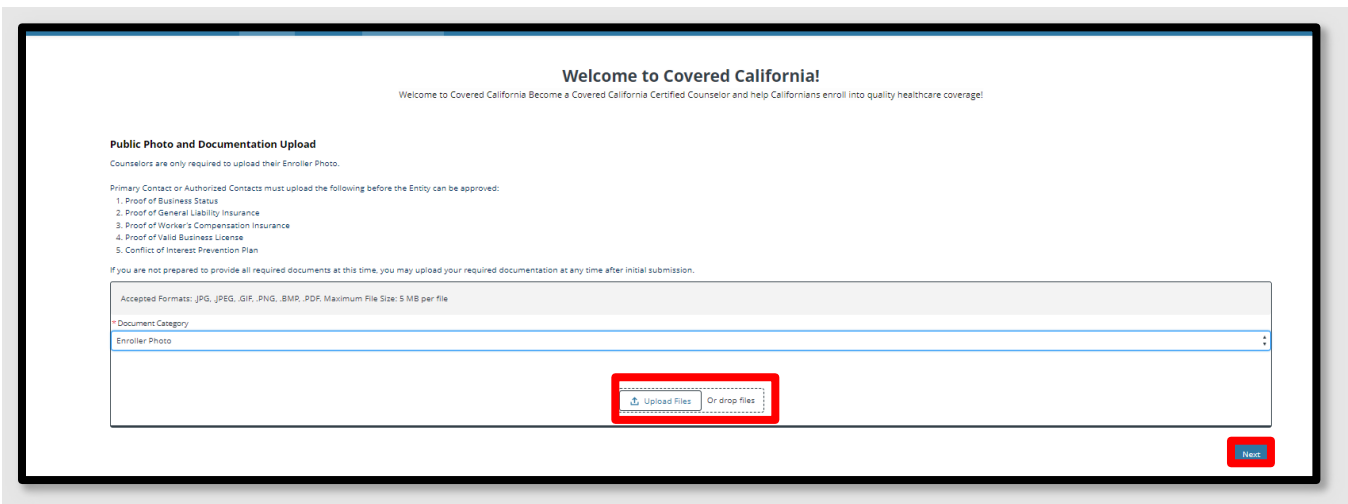 Welcome to Covered California!
Welcome to Covered California Become a Covered California Certified Counselor and help Californians enroll into quality healthcare coverage!
Public Photo and Documentation Upload
Counselors are only required to upload their Enroller Photo.
Primary Contact or Authorized Contacts must upload the following before the Entity can be approved:
1. Proof of Business Status
2. Proof of General Liability Insurance
3. Proof of Worker's Compensation Insurance
4. Proof of Valid Business License
5. Conflict of Interest Prevention Plan
If you are not prepared to provide all required documents at this time, you may upload your required documentation at any time after initial submission.
Accepted Formats: .JPG, .JPEG, .GIF, .PNG, .BMP, .PDF. Maximum File Size: 5 MB per file
* Document Category
Enroller Photo
Upload Files Or drop files
Next